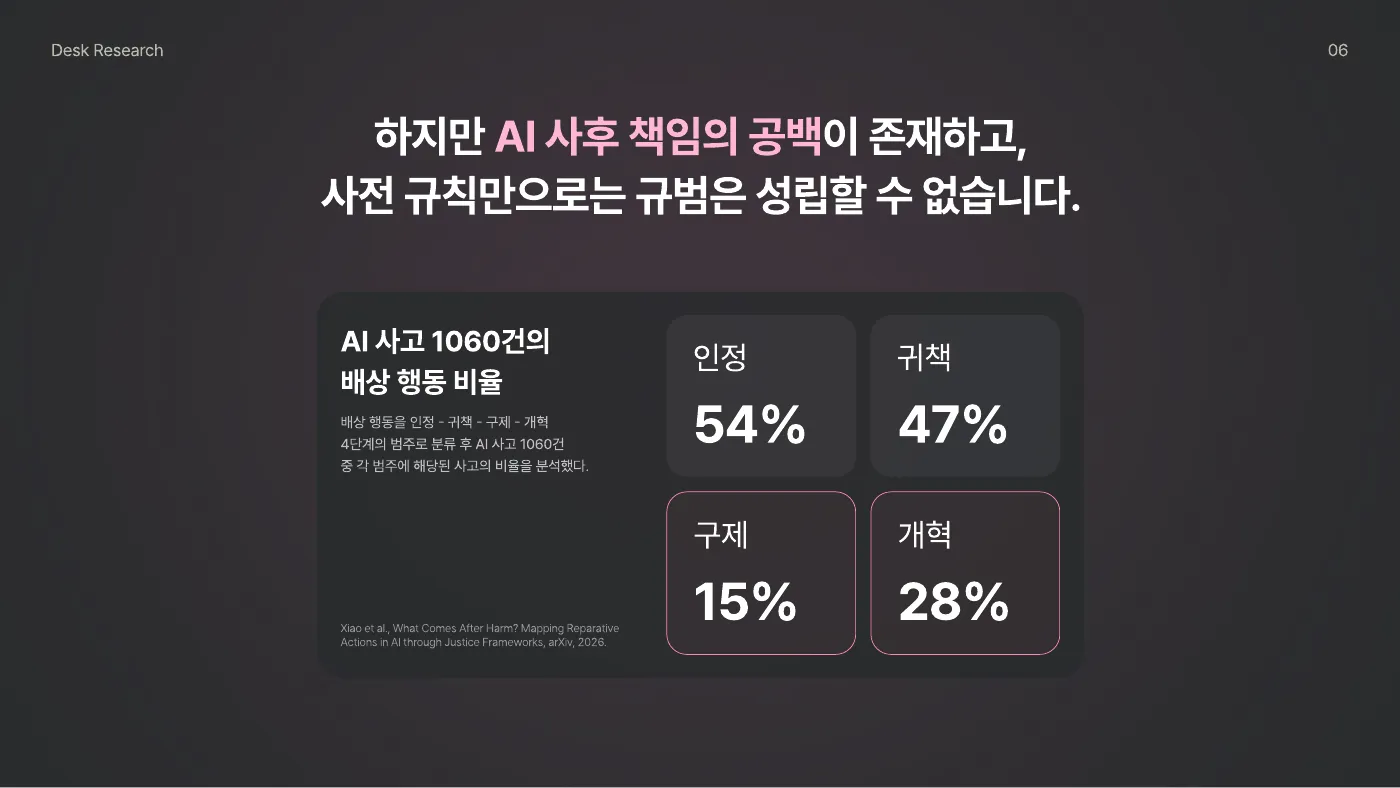 Desk Research
06
하지만 AI 사후 책임의 공백이 존재하고,
사전 규칙만으로는 규범은 성립할 수 없습니다.
AI 사고 1060건의
배상 행동 비율
배상 행동을 인정 - 귀책 - 구제 - 개혁
4단계의 범주로 분류 후 AI 사고 1060건
중 각 범주에 해당된 사고의 비율을 분석했다.
Xiao et al., What Comes After Harm? Mapping Reparative
Actions in AI through Justice Frameworks, arXiv, 2026.
인정
54%
귀책
47%
구제
15%
개혁
28%